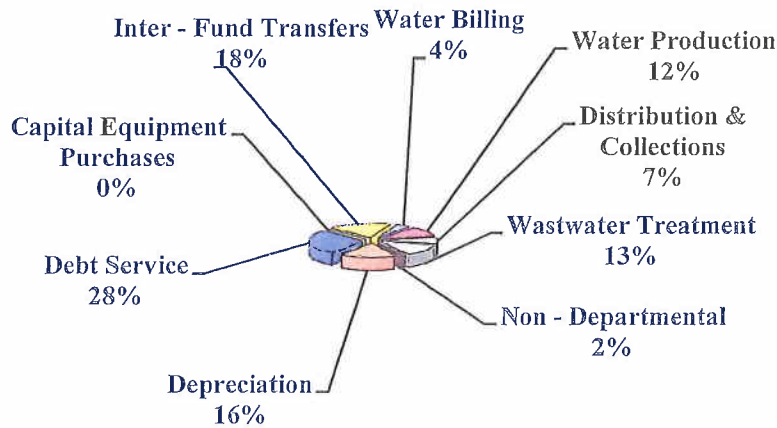 Inter - Fund Transfers
18%
Water Billing
4%
Water Production
12%
Distribution &
Collections
7%
Wastwater Treatment
13%
Non - Departmental
2%
Depreciation
16%
Debt Service
28%
Capital Equipment
Purchases
0%